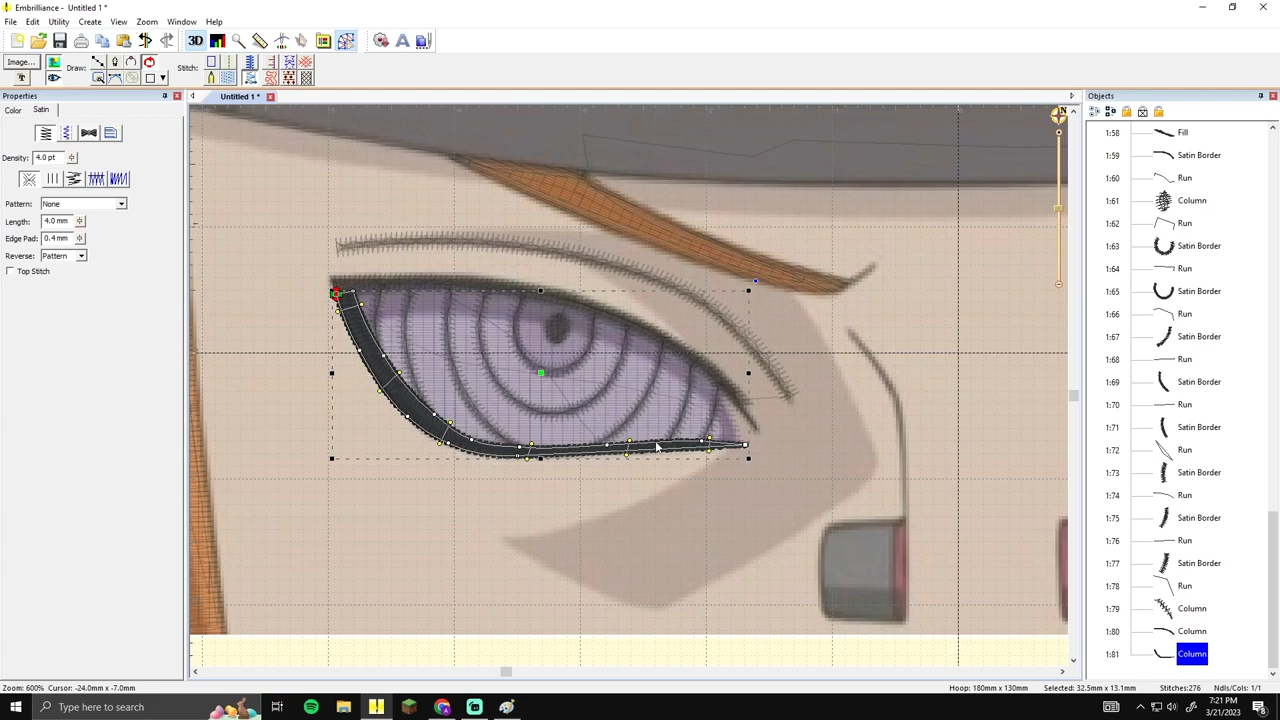 Embrilliance - Untitled 1 *
File Edit Utility Create View Zoom Window Help
3D
Image... Draw: Stitch:
Properties
Color Satin
Density: 4.0 pt
Pattern: None
Length: 4.0 mm
Edge Pad: 0.4 mm
Reverse: Pattern
Top Stitch
Untitled 1 *
N
Objects
1:58 Fill
1:59 Satin Border
1:60 Run
1:61 Column
1:62 Run
1:63 Satin Border
1:64 Run
1:65 Satin Border
1:66 Run
1:67 Satin Border
1:68 Run
1:69 Satin Border
1:70 Run
1:71 Satin Border
1:72 Run
1:73 Satin Border
1:74 Run
1:75 Satin Border
1:76 Run
1:77 Satin Border
1:78 Run
1:79 Column
1:80 Column
1:81 Column
Zoom: 600% Cursor: -24.0mm x -7.0mm
Hoop: 180mm x 130mm Selected: 32.5mm x 13.1mm Stitches:276 Ndls/Cols: 1/1
Type here to search
7:21 PM
3/21/2023